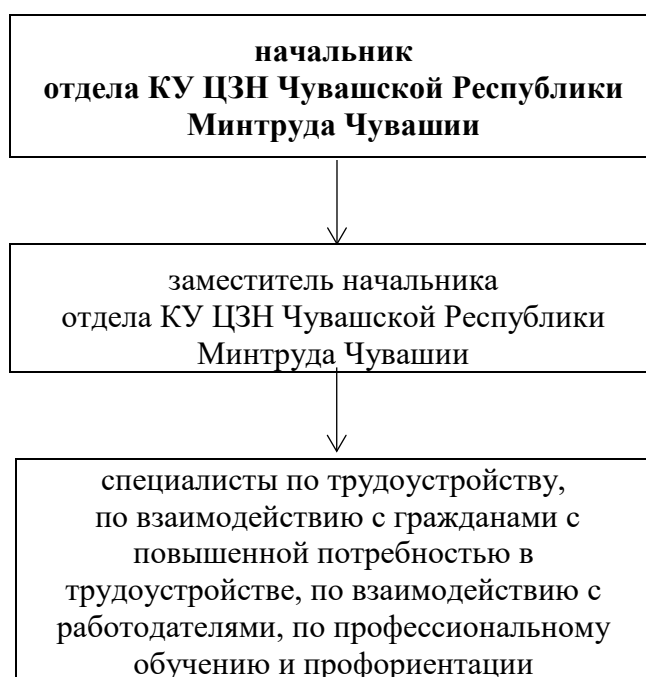 начальник
отдела КУ ЦЗН Чувашской Республики
Минтруда Чувашии
заместитель начальника
отдела КУ ЦЗН Чувашской Республики
Минтруда Чувашии
специалисты по трудоустройству,
по взаимодействию с гражданами с
повышенной потребностью в
трудоустройстве, по взаимодействию с
работодателями, по профессиональному
обучению и профориентации